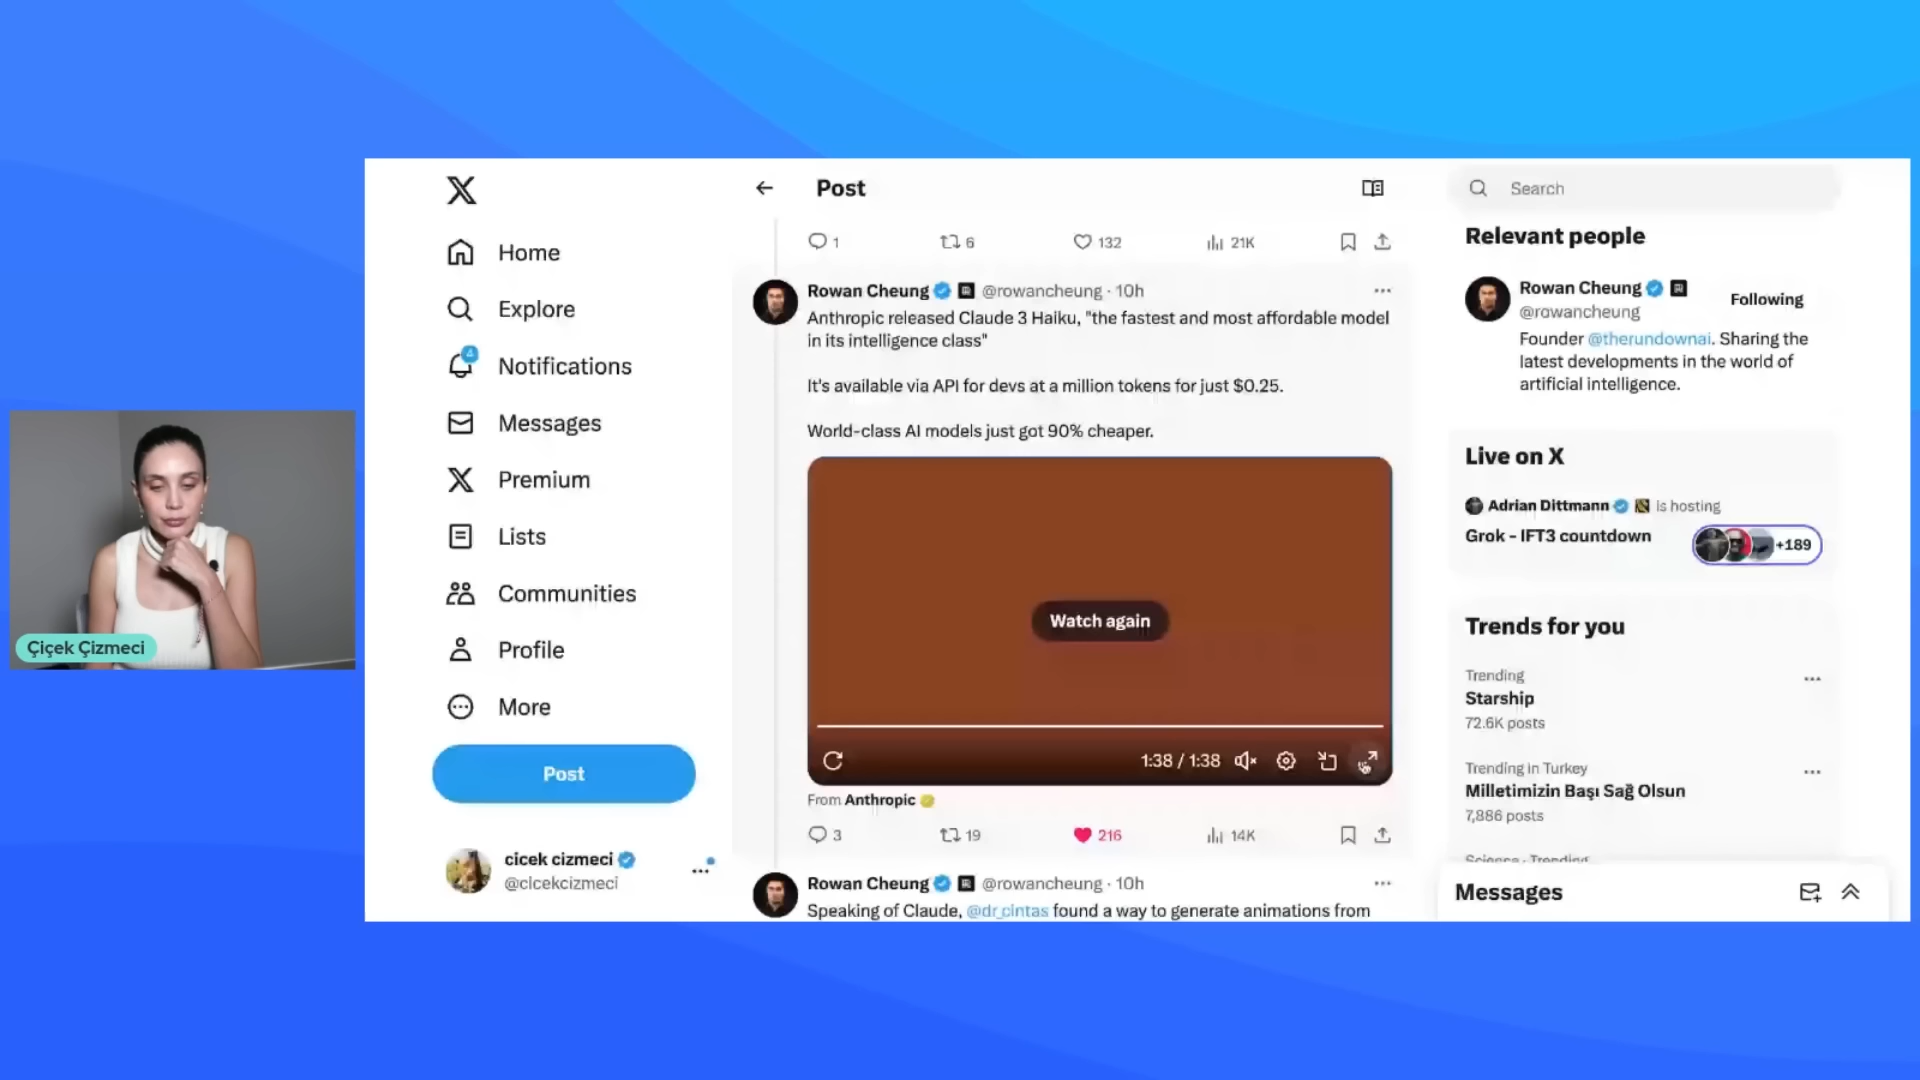 Çiçek Çizmeci
Home
Explore
4
Notifications
Messages
Premium
Lists
Communities
Profile
More
Post
cicek cizmeci
@cicekcizmeci
Post
1
6
132
21K
Rowan Cheung @rowancheung · 10h
Anthropic released Claude 3 Haiku, "the fastest and most affordable model
in its intelligence class"
It's available via API for devs at a million tokens for just $0.25.
World-class AI models just got 90% cheaper.
Watch again
1:38 / 1:38
From Anthropic
3
19
216
14K
Rowan Cheung @rowancheung · 10h
Speaking of Claude, @dr_cintas found a way to generate animations from
Search
Relevant people
Rowan Cheung
@rowancheung
Following
Founder @therundownai. Sharing the
latest developments in the world of
artificial intelligence.
Live on X
Adrian Dittmann is hosting
Grok - IFT3 countdown
+189
Trends for you
Trending
Starship
72.6K posts
Trending in Turkey
Milletimizin Başı Sağ Olsun
7,886 posts
Science · Trending
Messages